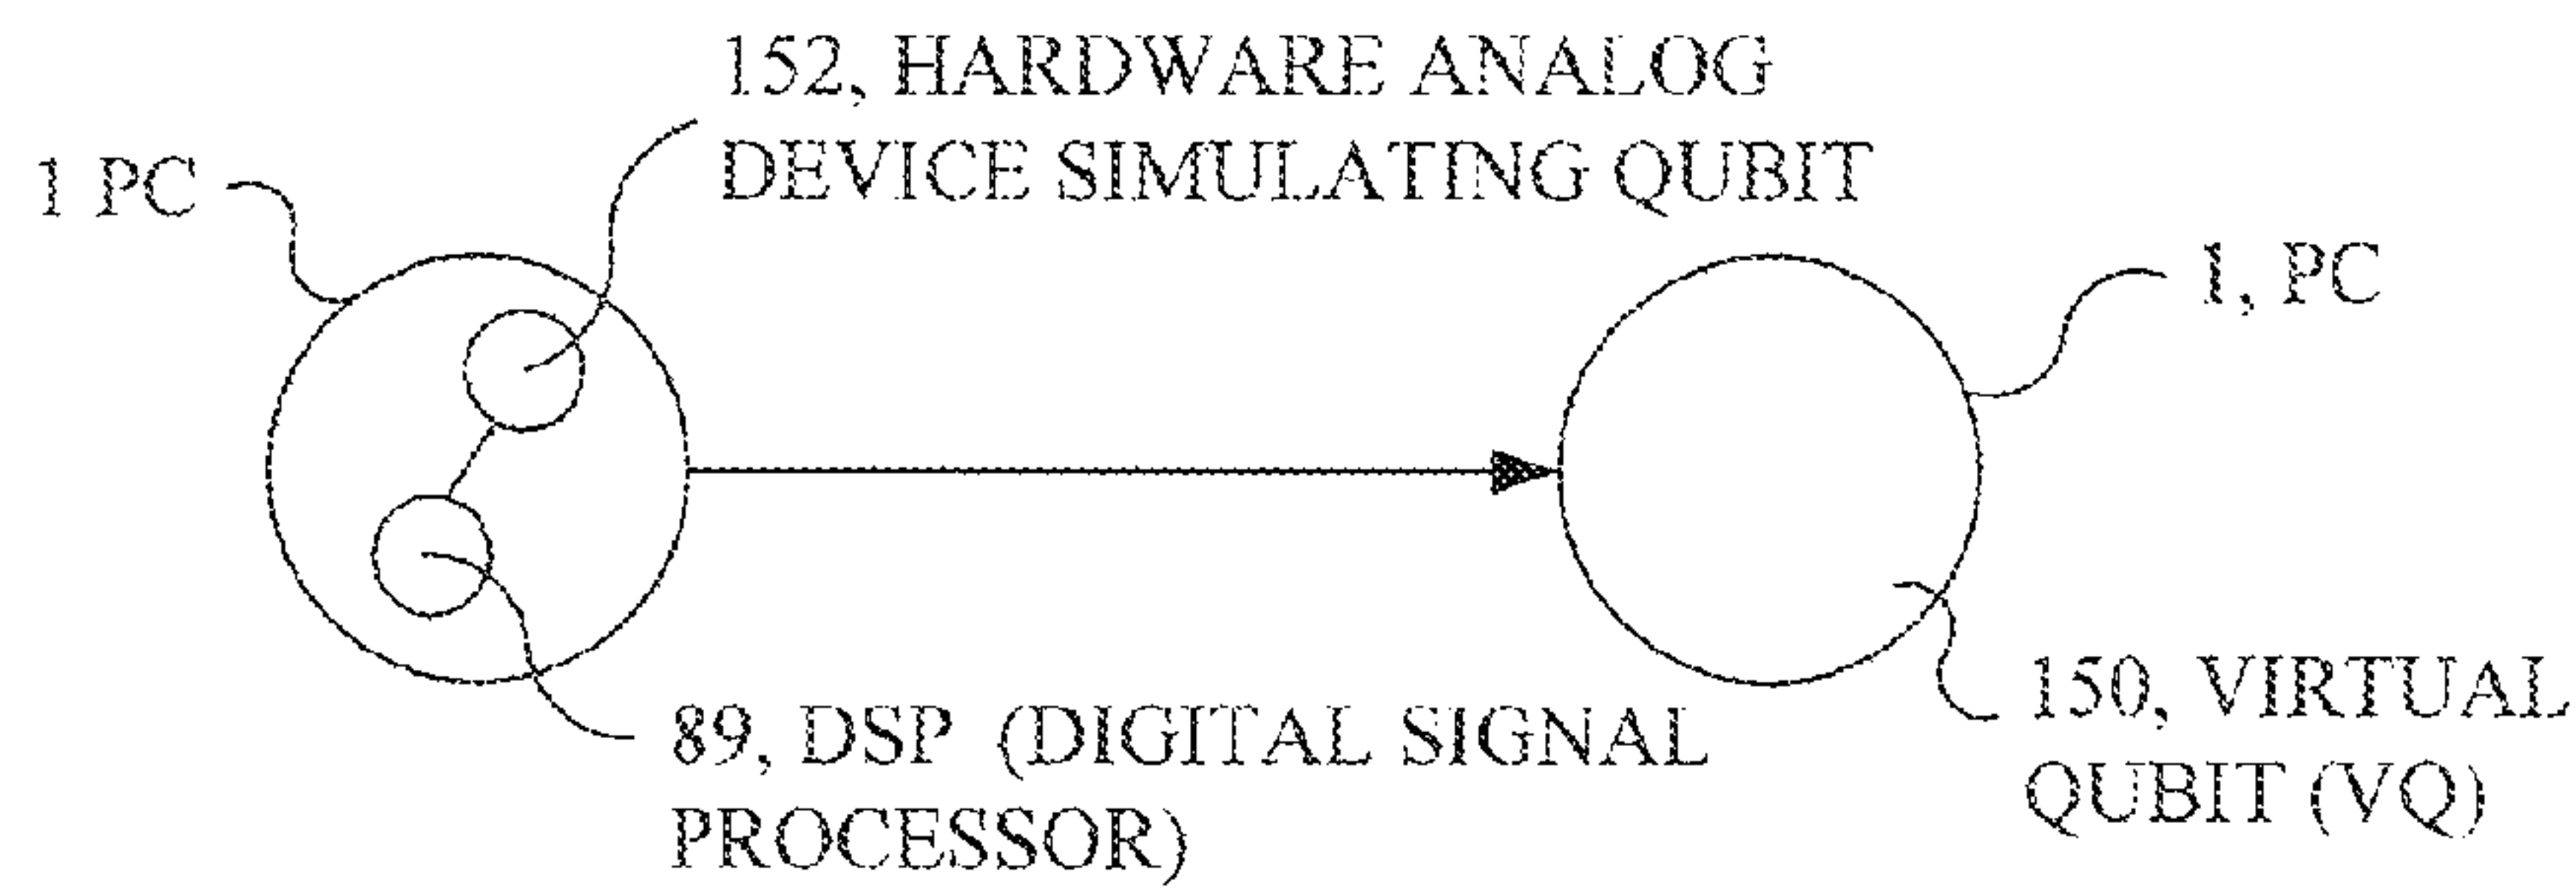 152, HARDWARE ANALOG
DEVICE SIMULATING QUBIT
1 PC
1, PC
89, DSP (DIGITAL SIGNAL
PROCESSOR)
150, VIRTUAL
QUBIT (VQ)